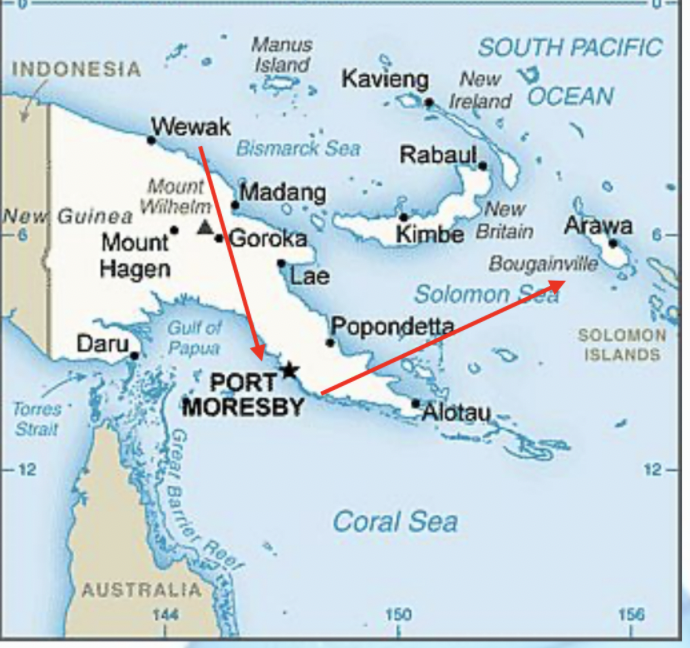 0
0
Manus
Island
SOUTH PACIFIC
OCEAN
INDONESIA
Kavieng
New
Ireland
Wewak
Bismarck Sea
Rabaul
Mount
Wilhelm
Madang
New Guinea
Mount
Hagen
Goroka
Kimbe
New
Britain
Arawa
6
6
Lae
Bougainville
Solomon Sea
Popondetta
SOLOMON
ISLANDS
Gulf of
Papua
Daru
PORT
MORESBY
Torres
Strait
Alotau
Great Barrier Reef
12
12
Coral Sea
AUSTRALIA
144
150
156